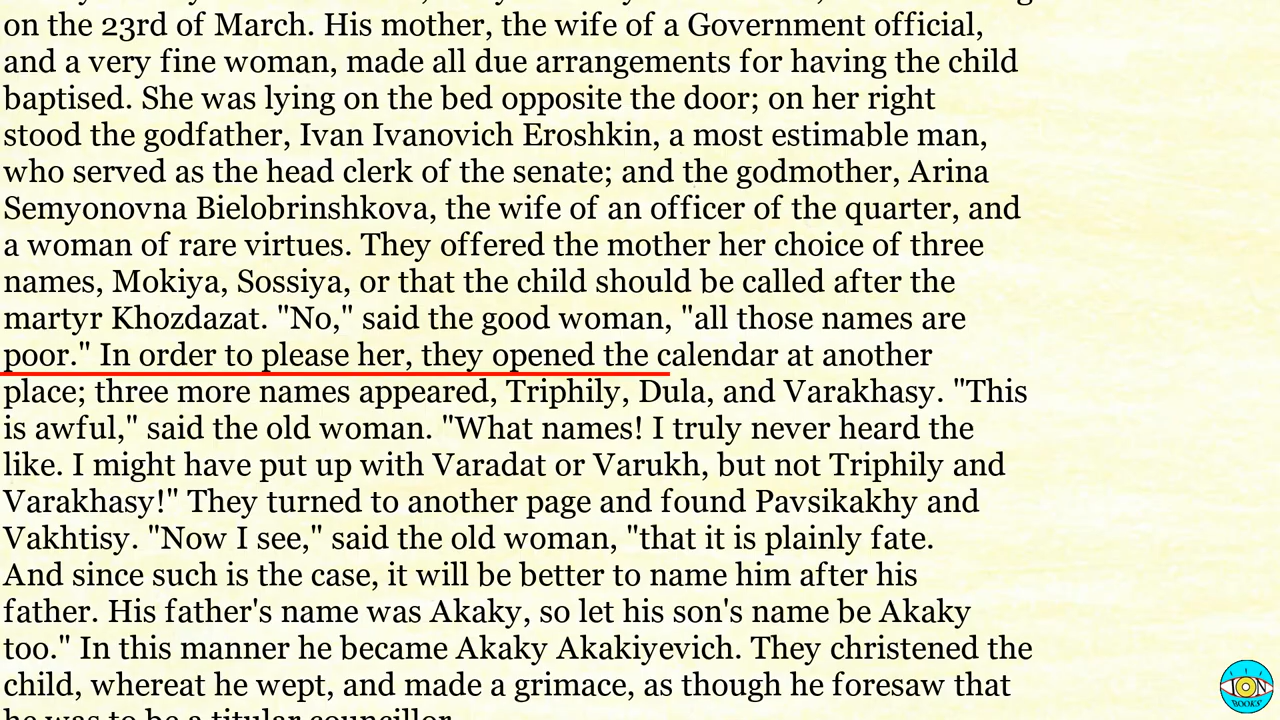 on the 23rd of March. His mother, the wife of a Government official,
and a very fine woman, made all due arrangements for having the child
baptised. She was lying on the bed opposite the door; on her right
stood the godfather, Ivan Ivanovich Eroshkin, a most estimable man,
who served as the head clerk of the senate; and the godmother, Arina
Semyonovna Bielobrinshkova, the wife of an officer of the quarter, and
a woman of rare virtues. They offered the mother her choice of three
names, Mokiya, Sossiya, or that the child should be called after the
martyr Khozdazat. "No," said the good woman, "all those names are
poor." In order to please her, they opened the calendar at another
place; three more names appeared, Triphily, Dula, and Varakhasy. "This
is awful," said the old woman. "What names! I truly never heard the
like. I might have put up with Varadat or Varukh, but not Triphily and
Varakhasy!" They turned to another page and found Pavsikakhy and
Vakhtisy. "Now I see," said the old woman, "that it is plainly fate.
And since such is the case, it will be better to name him after his
father. His father's name was Akaky, so let his son's name be Akaky
too." In this manner he became Akaky Akakiyevich. They christened the
child, whereat he wept, and made a grimace, as though he foresaw that
he was to be a titular councillor.
ION
BOOKS